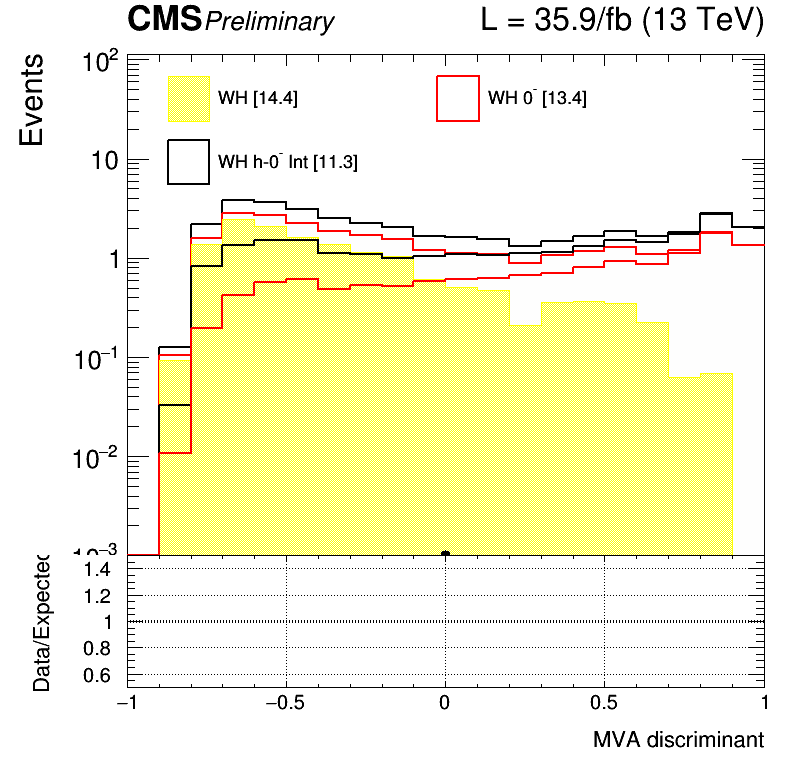 CMS Preliminary L = 35.9/fb (13 TeV)
Events
10²
WH [14.4]
WH 0⁻ [13.4]
10
WH h-0⁻ Int [11.3]
1
10⁻¹
10⁻²
Data/Expected
1.4
1.2
1
0.8
0.6
−1 −0.5 0 0.5 1
MVA discriminant